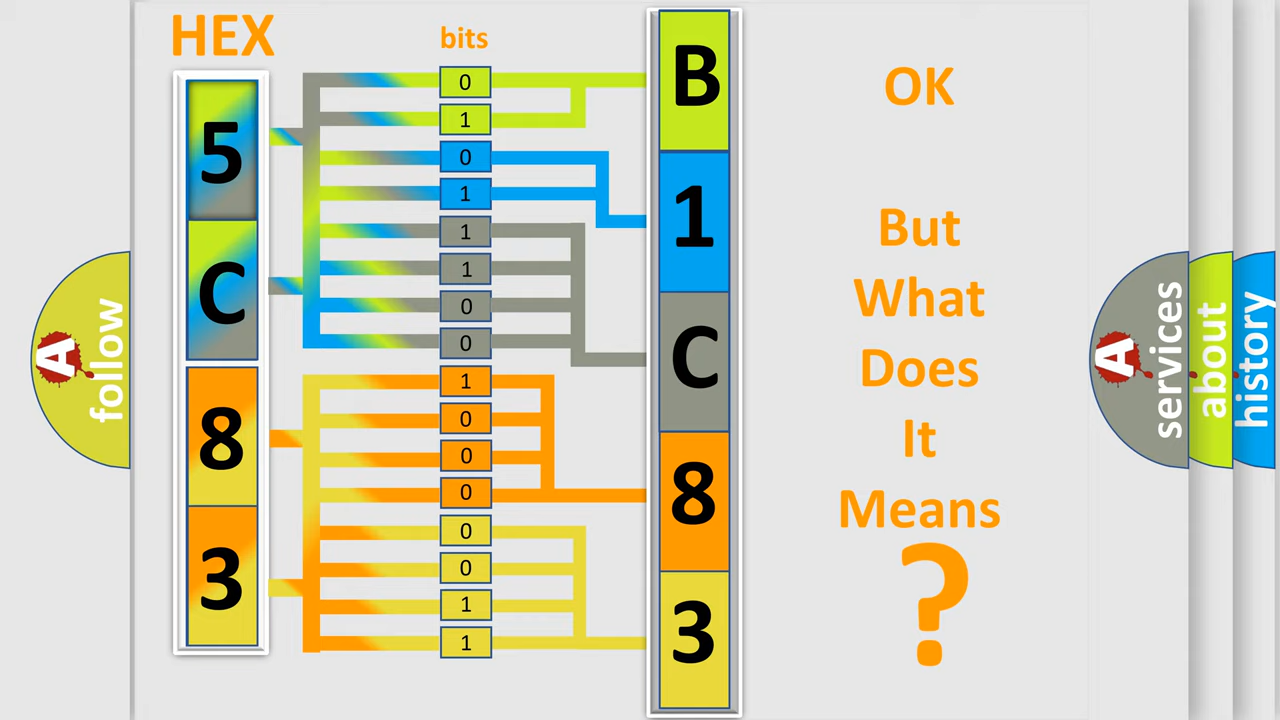 HEX
bits
5
C
8
3
0
1
0
1
1
1
0
0
1
0
0
0
0
0
1
1
B
1
C
8
3
OK
But
What
Does
It
Means
?
A
follow
A
services
about
history